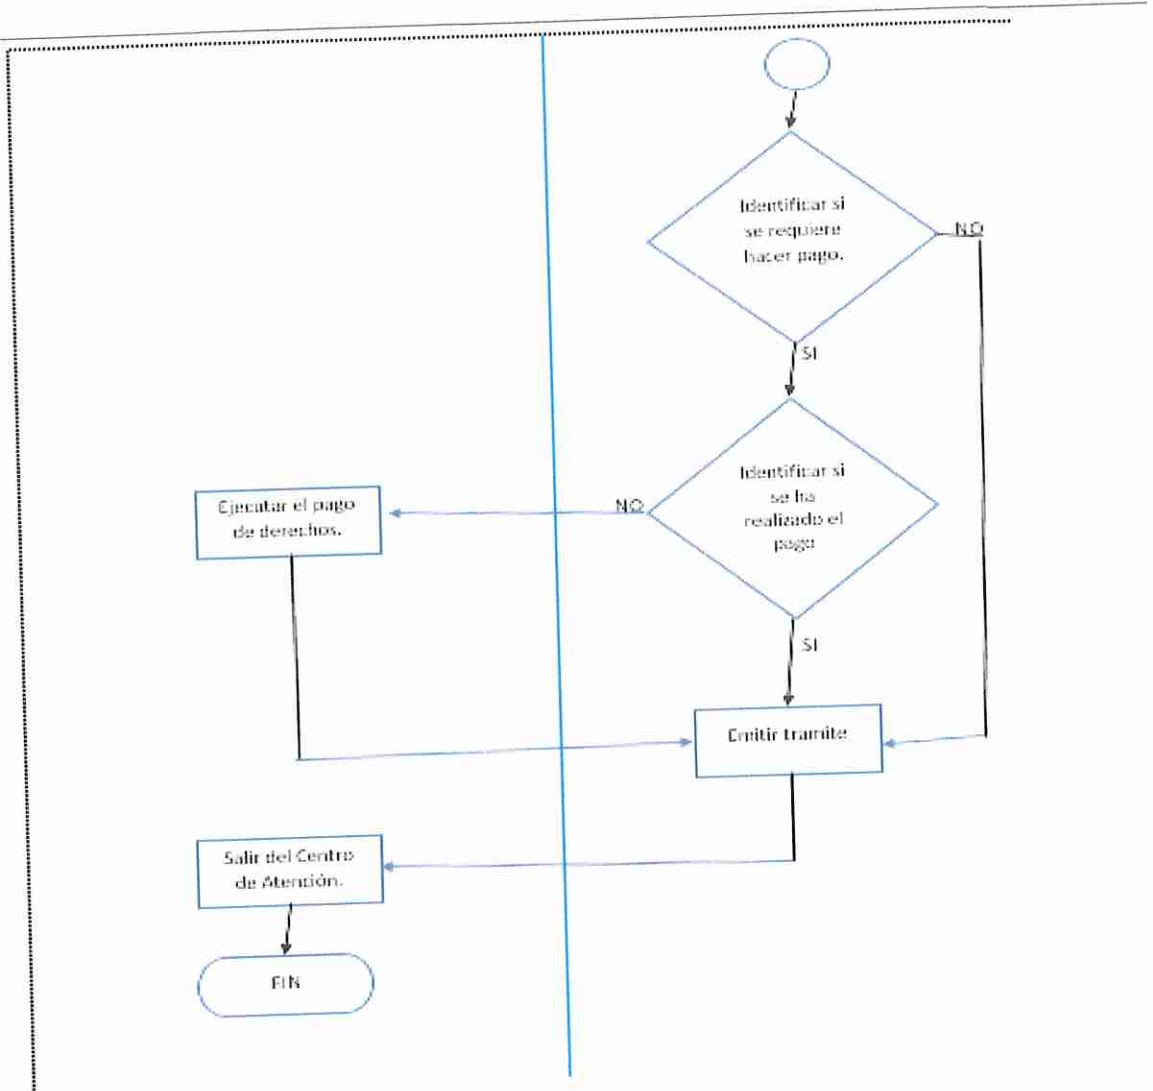 Identificar si
se requiere
hacer pago.
NO
SI
Identificar si
se ha
realizado el
pago
NO
Ejecutar el pago
de derechos.
SI
Emitir tramite
Salir del Centro
de Atención.
FIN